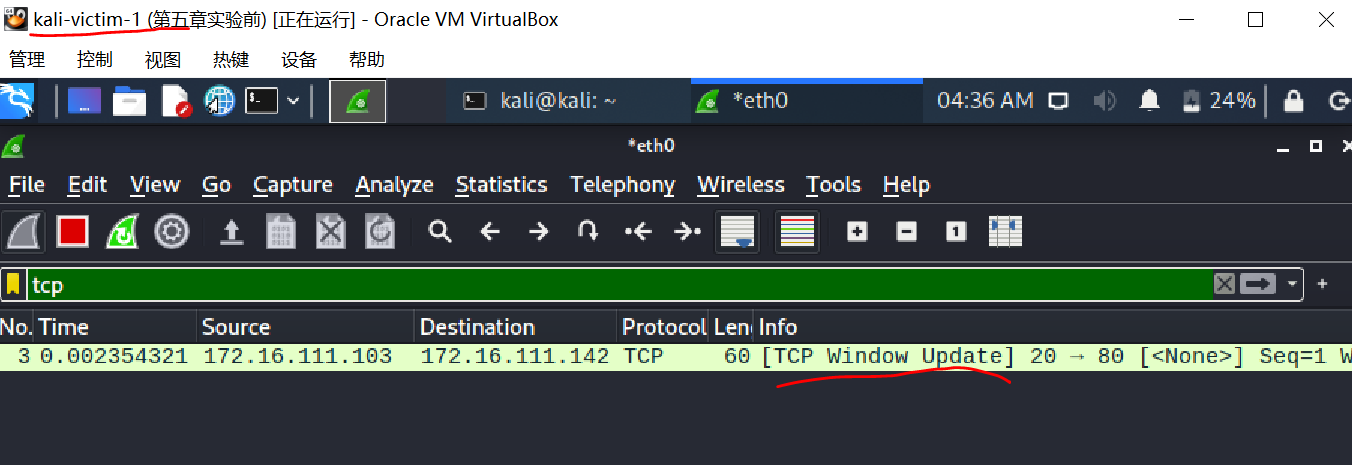 kali-victim-1 (第五章实验前) [正在运行] - Oracle VM VirtualBox
管理 控制 视图 热键 设备 帮助
kali@kali: ~ *eth0 04:36 AM 24%
*eth0
File Edit View Go Capture Analyze Statistics Telephony Wireless Tools Help
tcp
No. Time Source Destination Protocol Len Info
3 0.002354321 172.16.111.103 172.16.111.142 TCP 60 [TCP Window Update] 20 → 80 [<None>] Seq=1 W